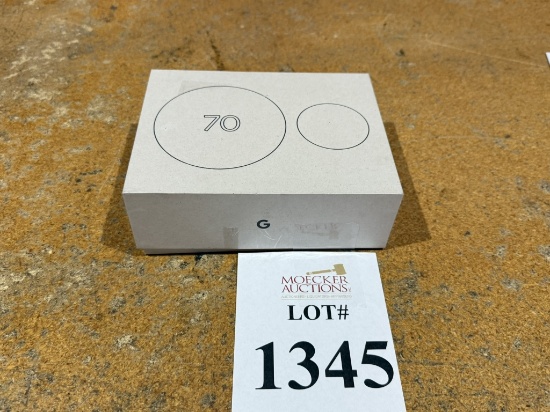 70
G
MOECKER
AUCTIONS
LOT#
1345